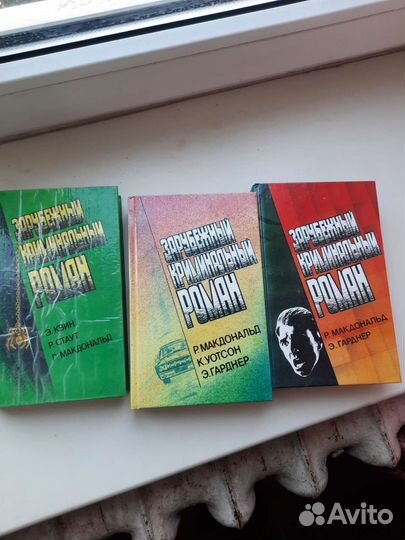 ЗАРУБЕЖНЫЙ
КРИМИНАЛЬНЫЙ
РОМАН
Э. КВИН
Р. СТАУТ
Р. МАКДОНАЛЬД
ЗАРУБЕЖНЫЙ
КРИМИНАЛЬНЫЙ
РОМАН
Р. МАКДОНАЛЬД
К. УОТСОН
Э. ГАРДНЕР
ЗАРУБЕЖНЫЙ
КРИМИНАЛЬНЫЙ
РОМАН
Р. МАКДОНАЛЬД
Э. ГАРДНЕР
Avito